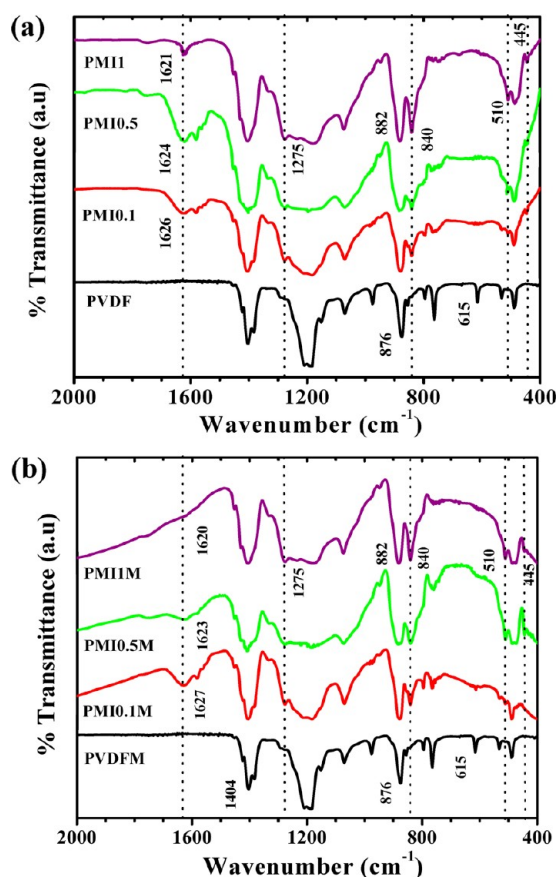 (a)
% Transmittance (a.u)
PMI1
1621
1275
882
840
510
445
PMI0.5
1624
PMI0.1
1626
PVDF
876
615
2000 1600 1200 800 400
Wavenumber (cm⁻¹)
(b)
% Transmittance (a.u)
PMI1M
1620
1275
882
840
510
445
PMI0.5M
1623
PMI0.1M
1627
PVDFM
1404
876
615
2000 1600 1200 800 400
Wavenumber (cm⁻¹)